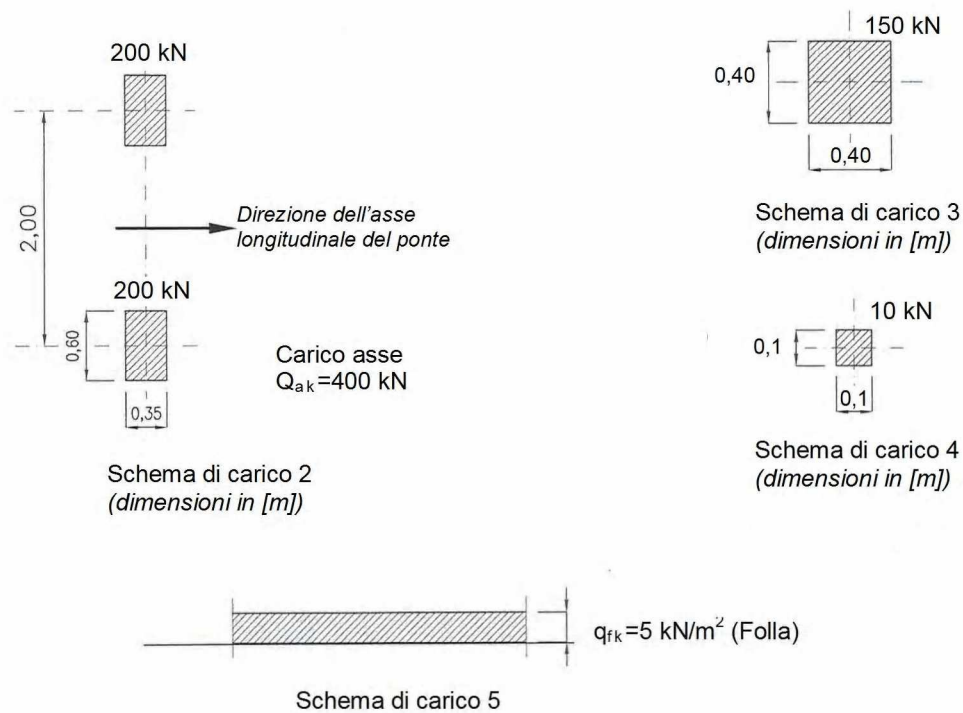 200 kN
2,00
Direzione dell'asse
longitudinale del ponte
200 kN
0,60
0,35
Carico asse
Qak=400 kN
Schema di carico 2
(dimensioni in [m])
150 kN
0,40
0,40
Schema di carico 3
(dimensioni in [m])
10 kN
0,1
0,1
Schema di carico 4
(dimensioni in [m])
qfk=5 kN/m² (Folla)
Schema di carico 5